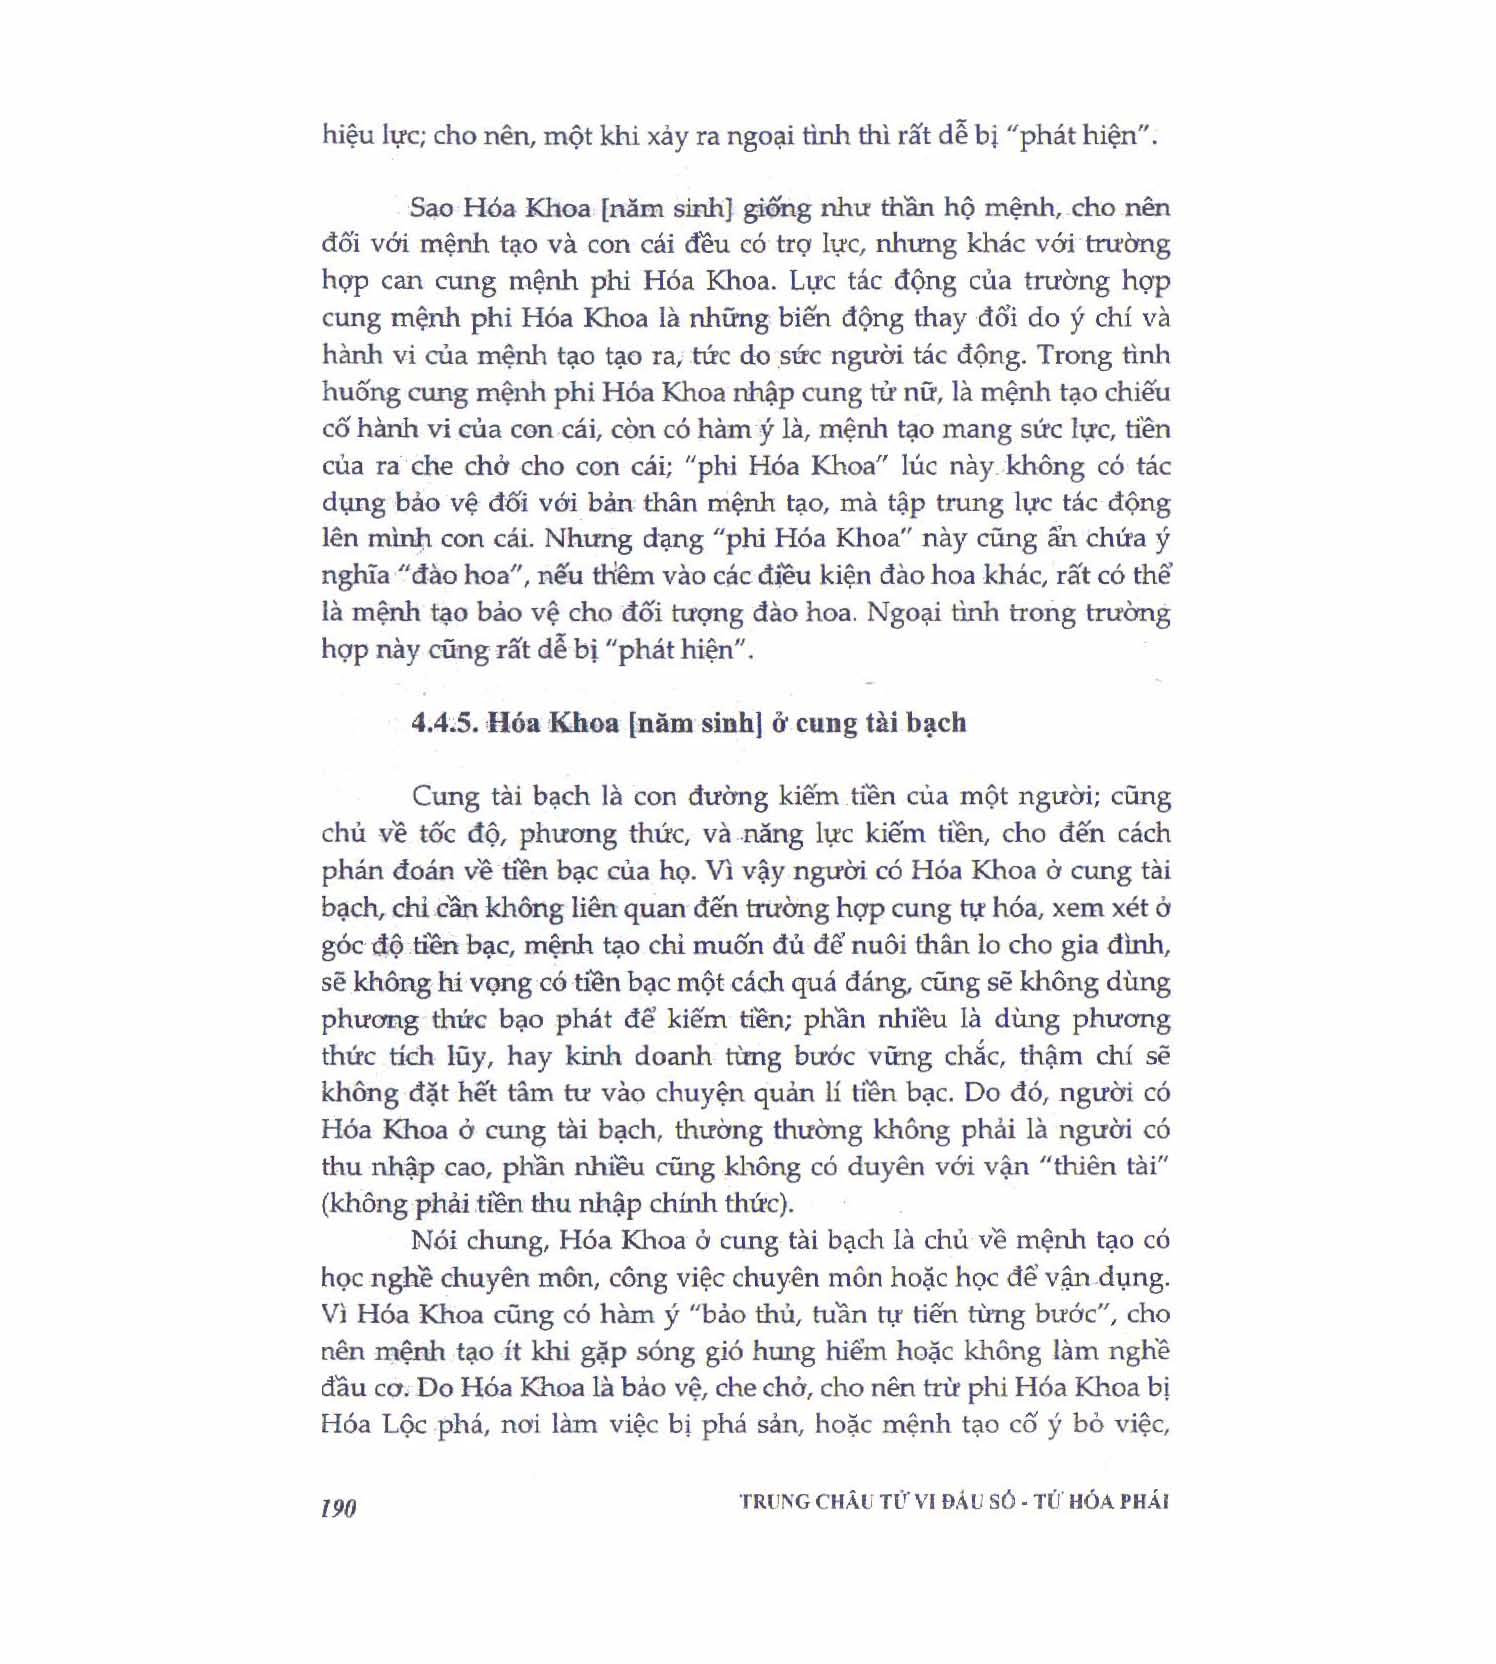 hiệu lực; cho nên, một khi xảy ra ngoại tình thì rất dễ bị "phát hiện".
Sao Hóa Khoa [năm sinh] giống như thần hộ mệnh, cho nên
đối với mệnh tạo và con cái đều có trợ lực, nhưng khác với trường
hợp can cung mệnh phi Hóa Khoa. Lực tác động của trường hợp
cung mệnh phi Hóa Khoa là những biến động thay đổi do ý chí và
hành vi của mệnh tạo tạo ra, tức do sức người tác động. Trong tình
huống cung mệnh phi Hóa Khoa nhập cung tử nữ, là mệnh tạo chiếu
cố hành vi của con cái, còn có hàm ý là, mệnh tạo mang sức lực, tiền
của ra che chở cho con cái; "phi Hóa Khoa" lúc này không có tác
dụng bảo vệ đối với bản thân mệnh tạo, mà tập trung lực tác động
lên mình con cái. Nhưng dạng "phi Hóa Khoa" này cũng ẩn chứa ý
nghĩa "đào hoa", nếu thêm vào các điều kiện đào hoa khác, rất có thể
là mệnh tạo bảo vệ cho đối tượng đào hoa. Ngoại tình trong trường
hợp này cũng rất dễ bị "phát hiện".
4.4.5. Hóa Khoa [năm sinh] ở cung tài bạch
Cung tài bạch là con đường kiếm tiền của một người; cũng
chủ về tốc độ, phương thức, và năng lực kiếm tiền, cho đến cách
phán đoán về tiền bạc của họ. Vì vậy người có Hóa Khoa ở cung tài
bạch, chỉ cần không liên quan đến trường hợp cung tự hóa, xem xét ở
góc độ tiền bạc, mệnh tạo chỉ muốn đủ để nuôi thân lo cho gia đình,
sẽ không hi vọng có tiền bạc một cách quá đáng, cũng sẽ không dùng
phương thức bạo phát để kiếm tiền; phần nhiều là dùng phương
thức tích lũy, hay kinh doanh từng bước vững chắc, thậm chí sẽ
không đặt hết tâm tư vào chuyện quản lí tiền bạc. Do đó, người có
Hóa Khoa ở cung tài bạch, thường thường không phải là người có
thu nhập cao, phần nhiều cũng không có duyên với vận "thiên tài"
(không phải tiền thu nhập chính thức).
Nói chung, Hóa Khoa ở cung tài bạch là chủ về mệnh tạo có
học nghề chuyên môn, công việc chuyên môn hoặc học để vận dụng.
Vì Hóa Khoa cũng có hàm ý "bảo thủ, tuần tự tiến từng bước", cho
nên mệnh tạo ít khi gặp sóng gió hung hiểm hoặc không làm nghề
đầu cơ. Do Hóa Khoa là bảo vệ, che chở, cho nên trừ phi Hóa Khoa bị
Hóa Lộc phá, nơi làm việc bị phá sản, hoặc mệnh tạo cố ý bỏ việc,
190
TRUNG CHÂU TỬ VI ĐẨU SỐ - TỨ HÓA PHÁI